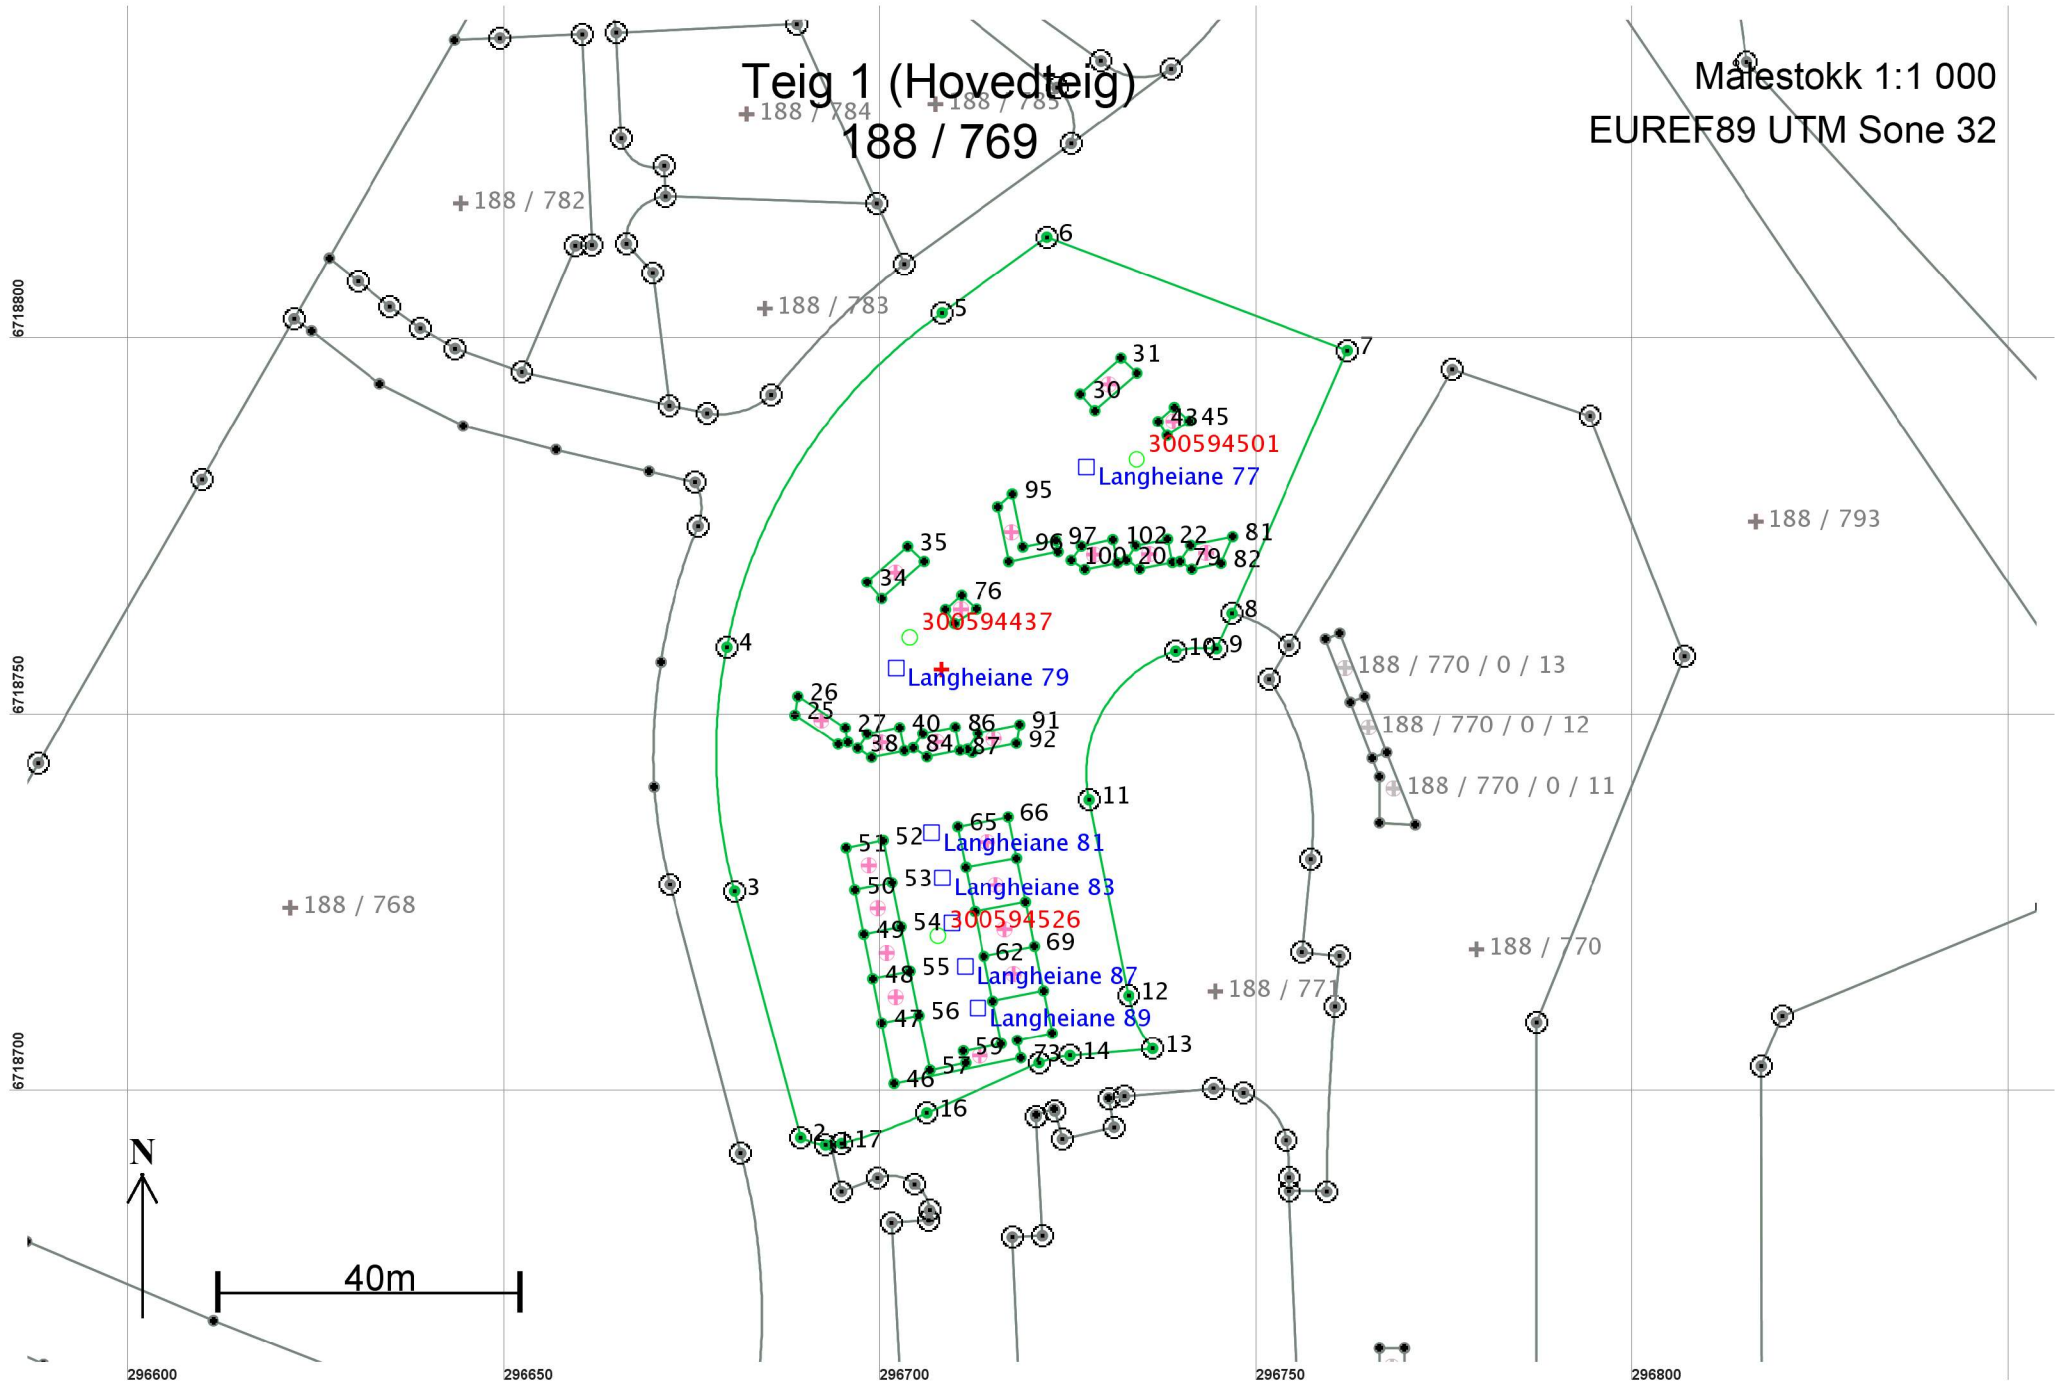 Teig 1 (Hovedteig)
188 / 769
Målestokk 1:1 000
EUREF89 UTM Sone 32
188 / 784
188 / 785
188 / 782
188 / 783
6
5
7
6718800
31
30
43 45
300594501
Langheiane 77
95
96 97 102 22 81
100 20 79 82
188 / 793
35
34
76
300594437
8
4
10 9
Langheiane 79
188 / 770 / 0 / 13
26
25
27 40 86 91
38 84 87 92
6718750
188 / 770 / 0 / 12
188 / 770 / 0 / 11
11
65 66
51 52
Langheiane 81
50 53
Langheiane 83
3
188 / 768
49 54
300594526
62 69
188 / 770
48 55
Langheiane 87
188 / 771
12
47 56
Langheiane 89
59 73 14 13
57
46
6718700
16
2 1 17
N
40m
296600
296650
296700
296750
296800